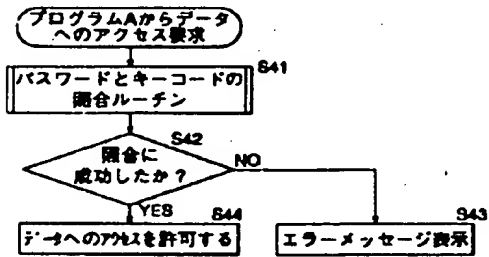 プログラムAからデータ
へのアクセス要求
S41
パスワードとキーコードの
照合ルーチン
S42
照合に
成功したか？
NO
YES
S44
データへのアクセスを許可する
S43
エラーメッセージ表示